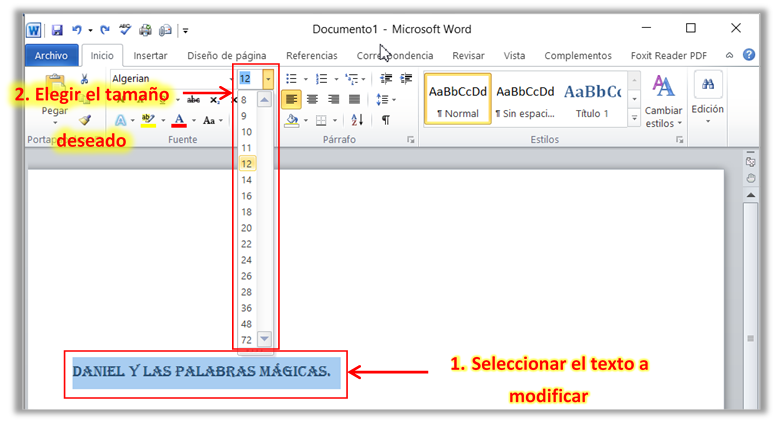 Documento1 - Microsoft Word
Archivo Inicio Insertar Diseño de página Referencias Correspondencia Revisar Vista Complementos Foxit Reader PDF
Algerian 12
2. Elegir el tamaño
deseado
Pegar
abc x₂ Aa
AaBbCcDd AaBbCcDd AaBbCc
¶ Normal ¶ Sin espaci... Título 1
Cambiar
estilos
Edición
Fuente Párrafo Estilos
8
9
10
11
12
14
16
18
20
22
24
26
28
36
48
72
DANIEL Y LAS PALABRAS MÁGICAS.
1. Seleccionar el texto a
modificar